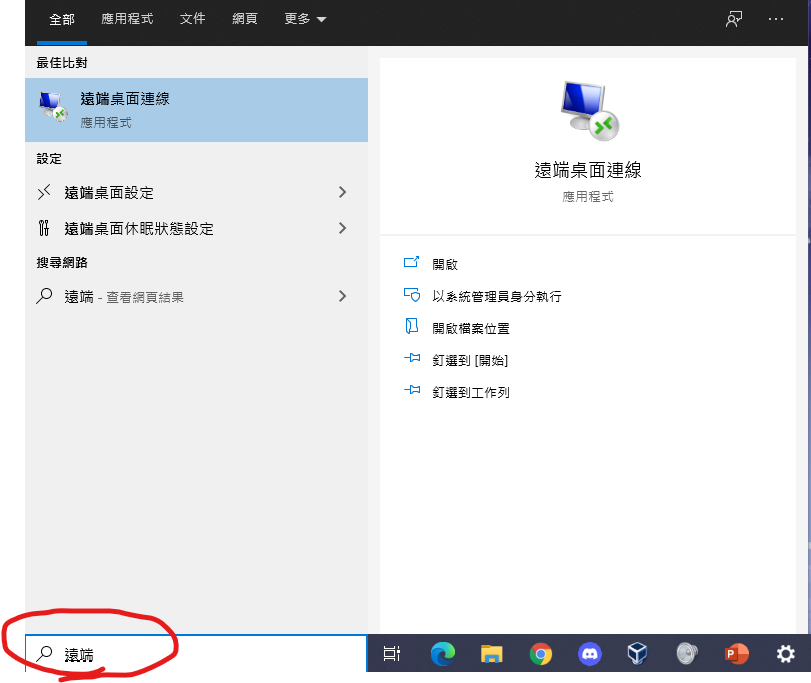 全部 應用程式 文件 網頁 更多
最佳比對
遠端桌面連線
應用程式
設定
遠端桌面設定
遠端桌面休眠狀態設定
搜尋網路
遠端 - 查看網頁結果
遠端桌面連線
應用程式
開啟
以系統管理員身分執行
開啟檔案位置
釘選到 [開始]
釘選到工作列
遠端